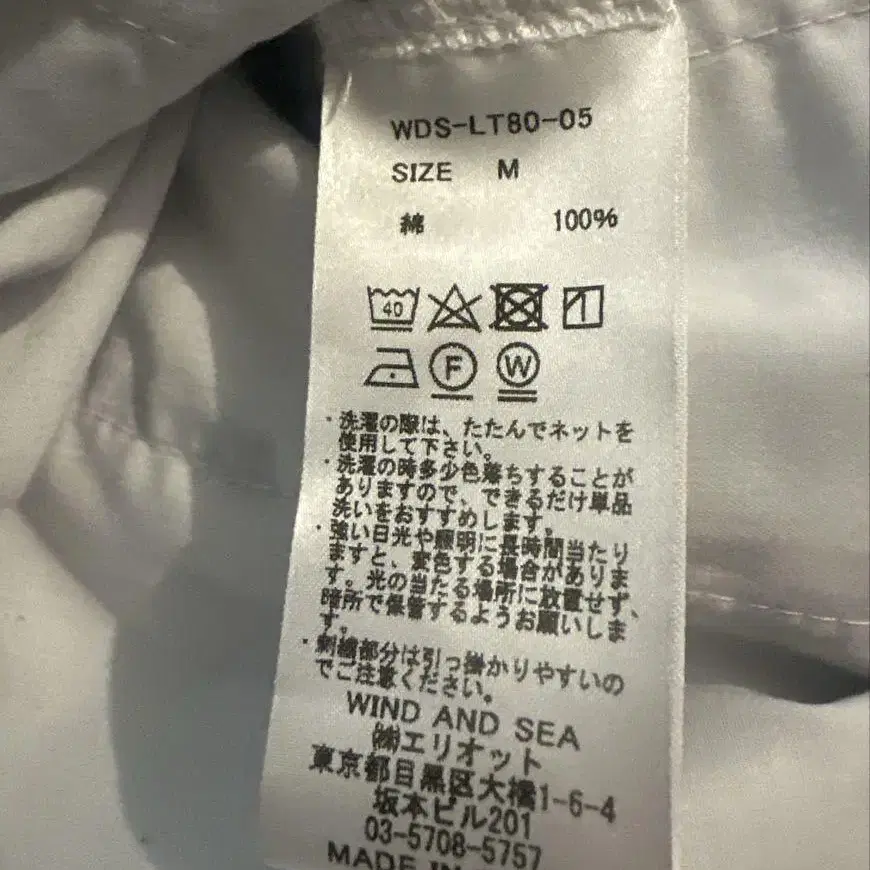 WDS-LT80-05
SIZE M
綿 100%
40
F W
・洗濯の際は、たたんでネットを
使用して下さい。
・洗濯の時多少色落ちすることが
ありますので、できるだけ単品
洗いをおすすめします。
・強い日光や照明に長時間当たり
ますと、変色する場合がありま
す。光の当たる場所に放置せず、
暗所で保管するようお願いしま
す。
・刺繍部分は引っ掛かりやすいの
でご注意ください。
WIND AND SEA
㈱エリオット
東京都目黒区大橋1-6-4
坂本ビル201
03-5708-5757
MADE IN